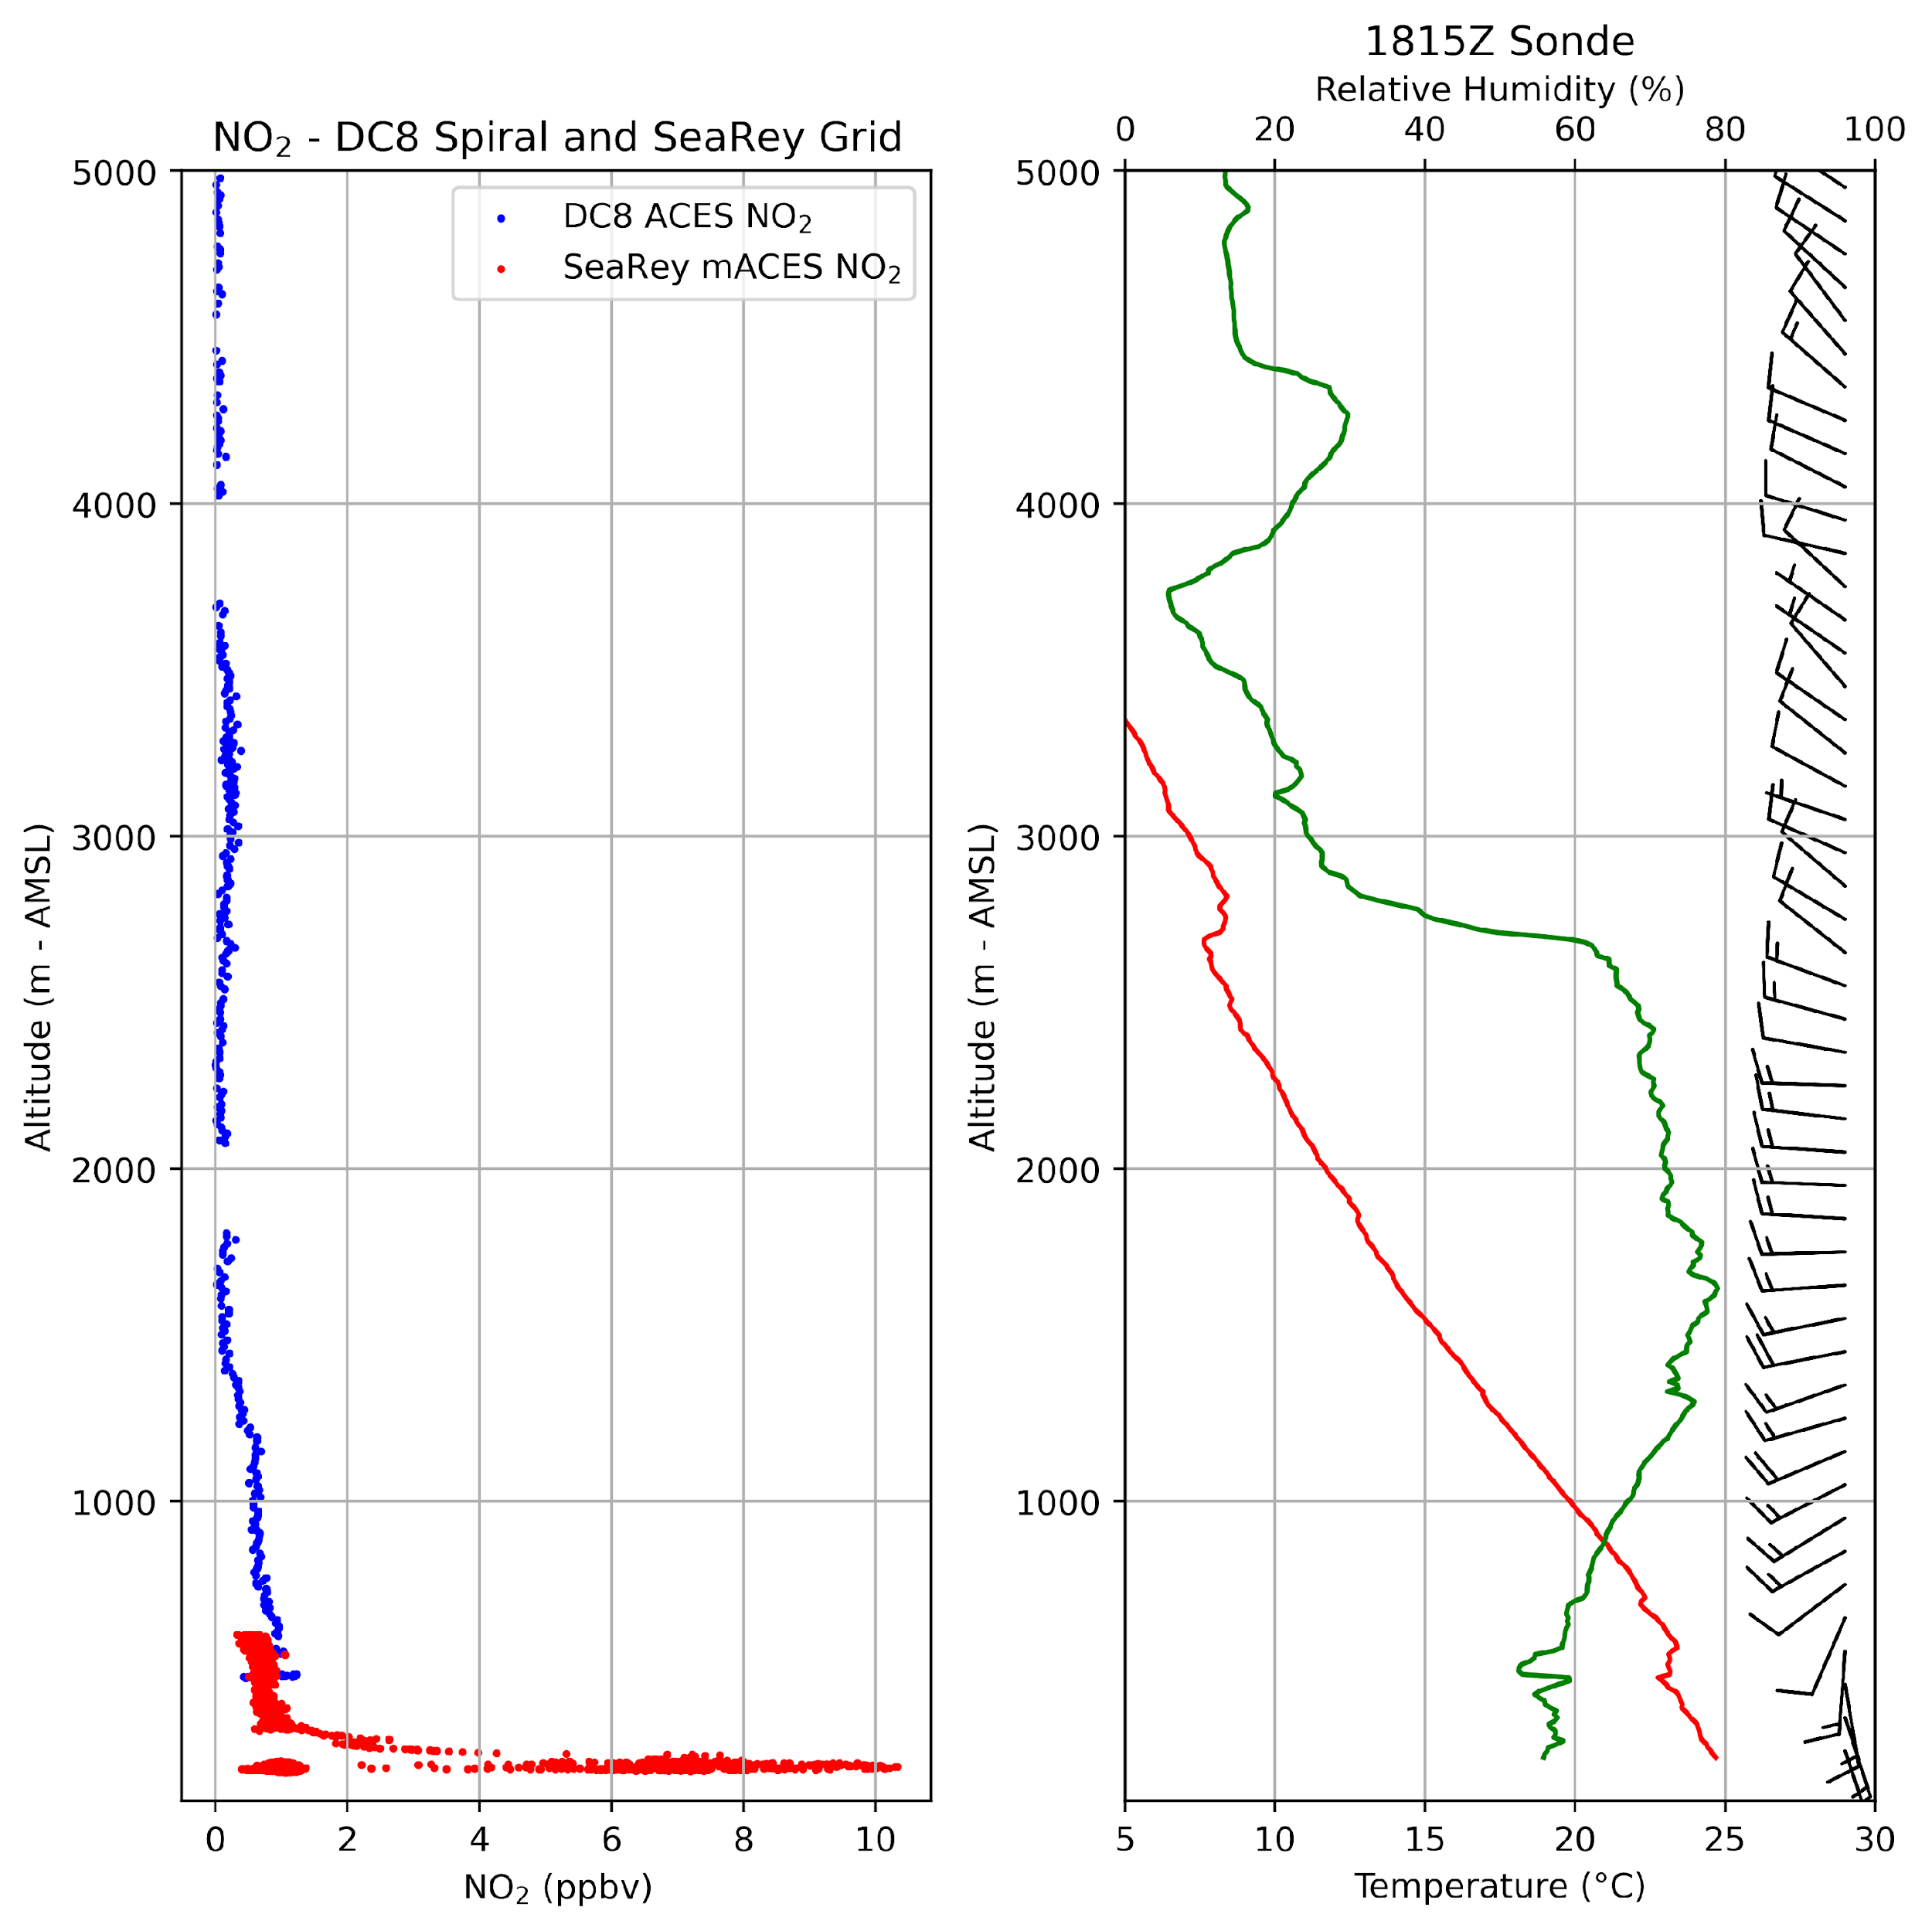 NO₂ - DC8 Spiral and SeaRey Grid
DC8 ACES NO₂
SeaRey mACES NO₂
5000
4000
3000
2000
1000
Altitude (m - AMSL)
0 2 4 6 8 10
NO₂ (ppbv)
1815Z Sonde
Relative Humidity (%)
0 20 40 60 80 100
5000
4000
3000
2000
1000
Altitude (m - AMSL)
5 10 15 20 25 30
Temperature (°C)